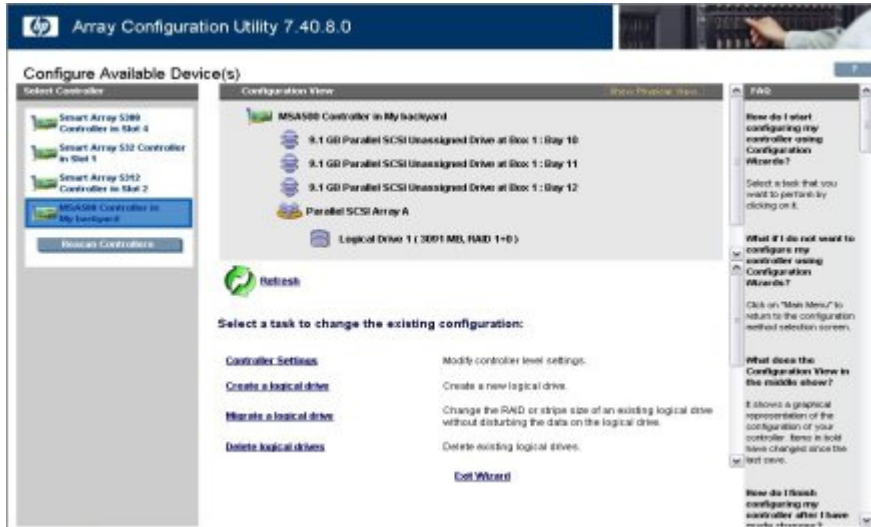 hp
Array Configuration Utility 7.40.8.0
Configure Available Device(s)
?
Select Controller
Smart Array 5300
Controller in Slot 4
Smart Array 532 Controller
in Slot 1
Smart Array 5312
Controller in Slot 2
MSA500 Controller in
My backyard
Rescan Controllers
Configuration View
Show Physical View
MSA500 Controller in My backyard
9.1 GB Parallel SCSI Unassigned Drive at Box 1 : Bay 10
9.1 GB Parallel SCSI Unassigned Drive at Box 1 : Bay 11
9.1 GB Parallel SCSI Unassigned Drive at Box 1 : Bay 12
Parallel SCSI Array A
Logical Drive 1 ( 3091 MB, RAID 1+0 )
Refresh
Select a task to change the existing configuration:
Controller Settings
Modify controller level settings.
Create a logical drive
Create a new logical drive.
Migrate a logical drive
Change the RAID or stripe size of an existing logical drive
without disturbing the data on the logical drive.
Delete logical drives
Delete existing logical drives.
Exit Wizard
FAQ
How do I start
configuring my
controller using
Configuration
Wizards?
Select a task that you
want to perform by
clicking on it.
What if I do not want to
configure my
controller using
Configuration
Wizards?
Click on "Main Menu" to
return to the configuration
method selection screen.
What does the
Configuration View in
the middle show?
It shows a graphical
representation of the
configuration of your
controller. Items in bold
have changed since the
last save.
How do I finish
configuring my
controller after I have
made changes?